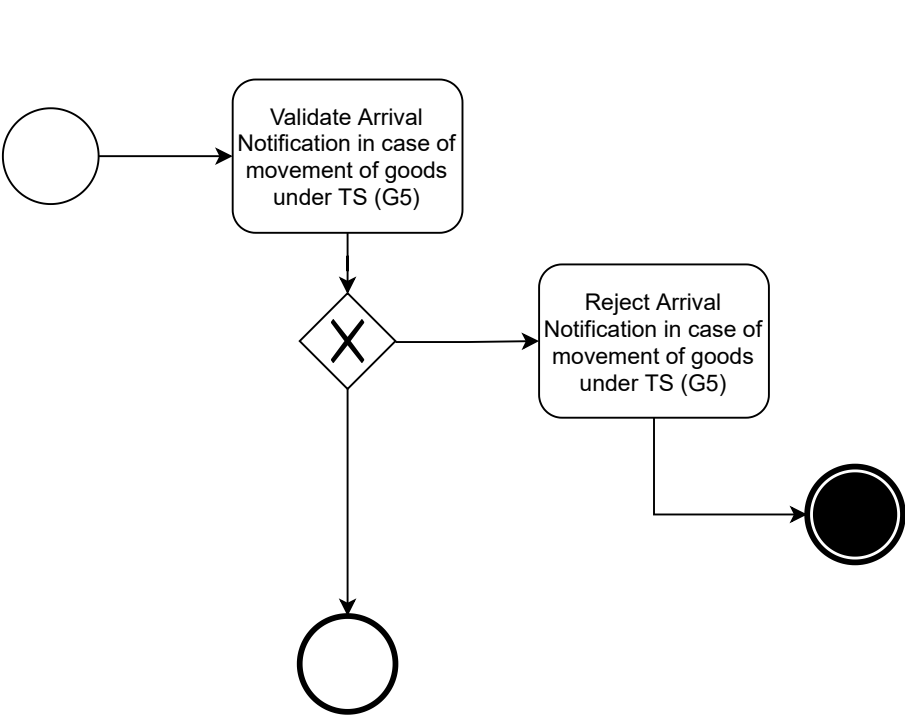 Validate Arrival
Notification in case of
movement of goods
under TS (G5)
Reject Arrival
Notification in case of
movement of goods
under TS (G5)